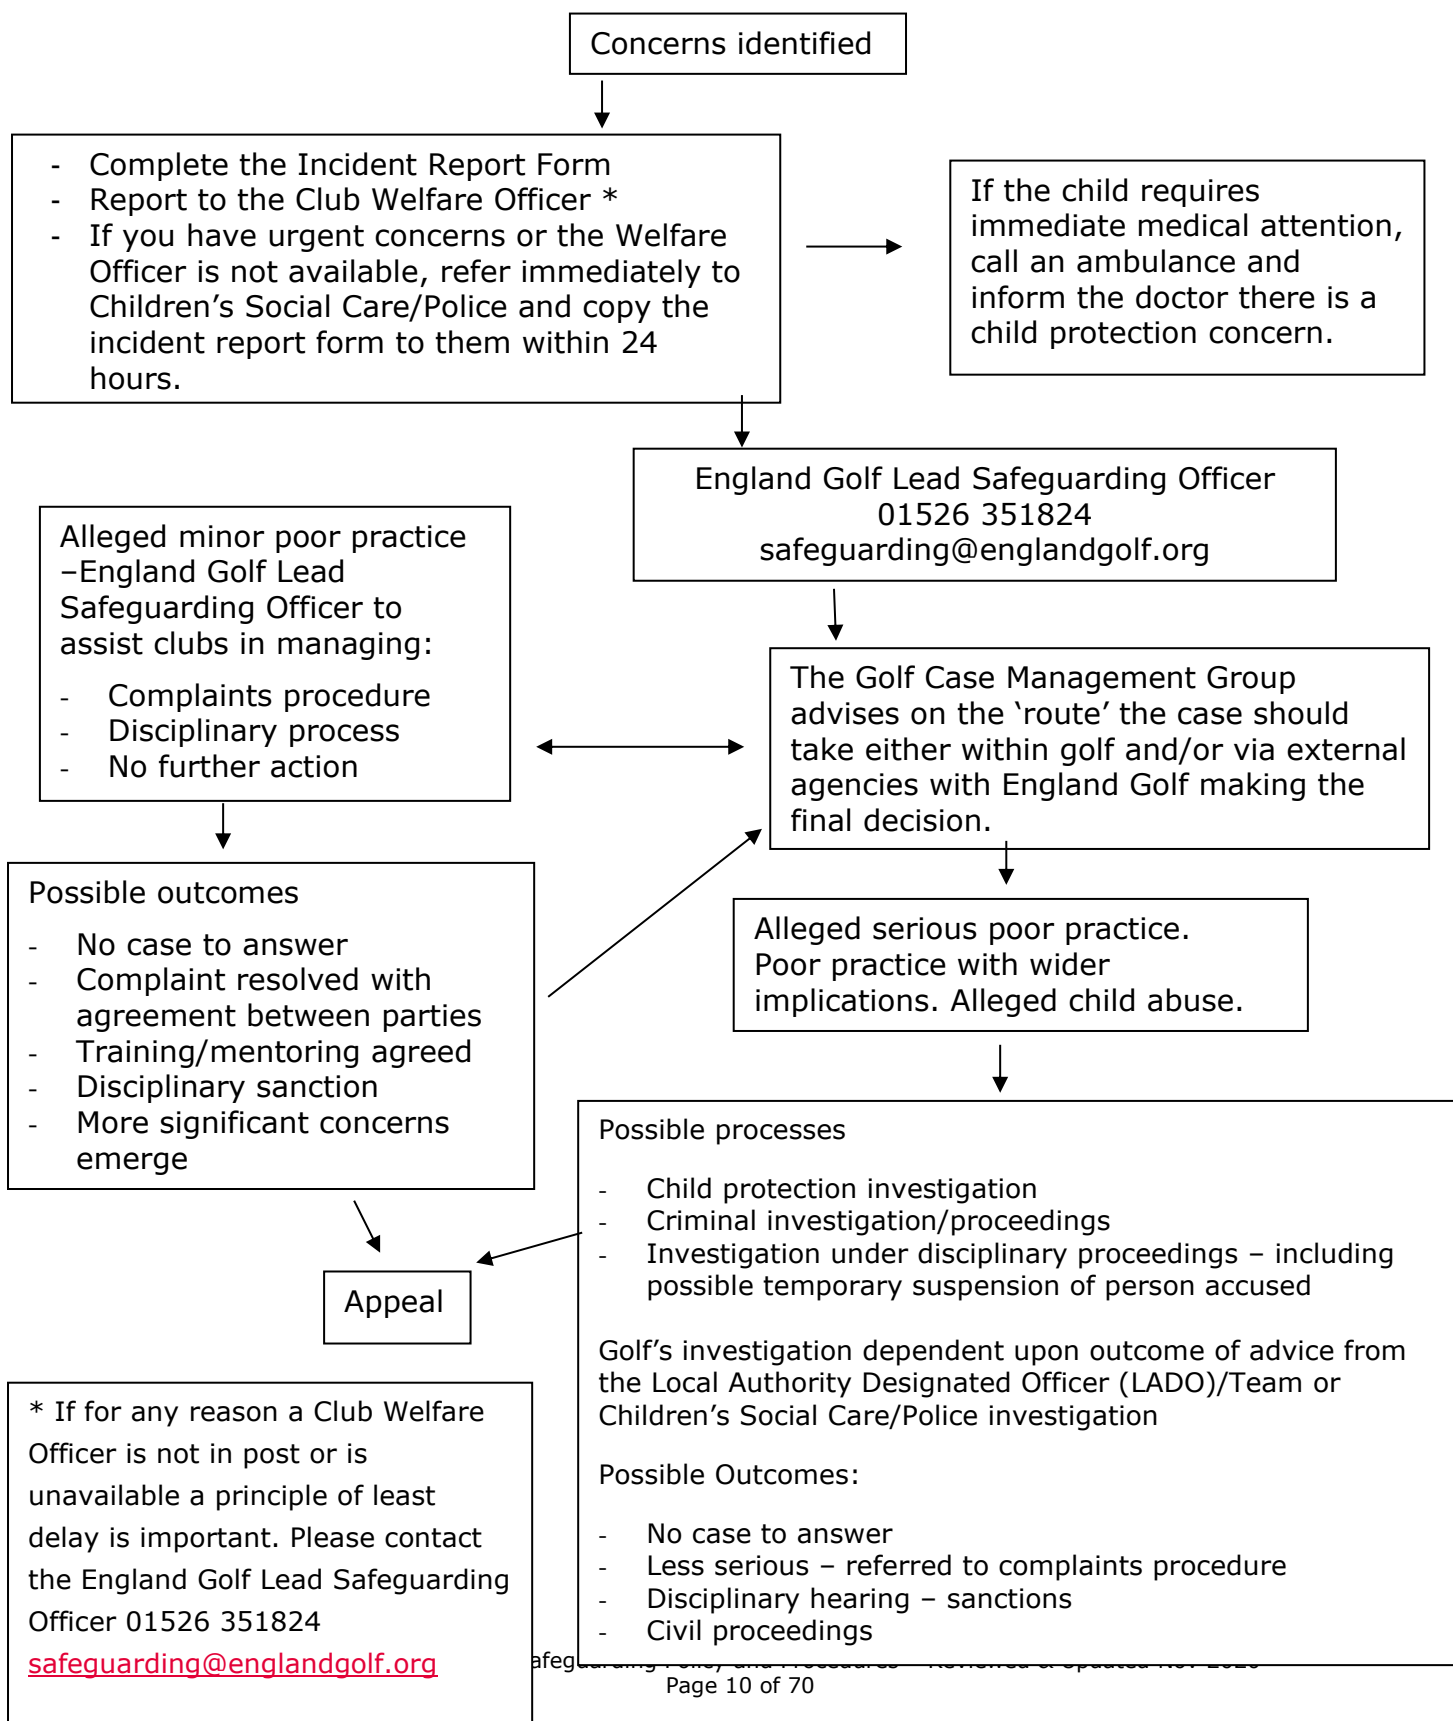 Concerns identified
- Complete the Incident Report Form
- Report to the Club Welfare Officer *
- If you have urgent concerns or the Welfare
Officer is not available, refer immediately to
Children’s Social Care/Police and copy the
incident report form to them within 24
hours.
If the child requires
immediate medical attention,
call an ambulance and
inform the doctor there is a
child protection concern.
England Golf Lead Safeguarding Officer
01526 351824
safeguarding@englandgolf.org
Alleged minor poor practice
–England Golf Lead
Safeguarding Officer to
assist clubs in managing:
- Complaints procedure
- Disciplinary process
- No further action
The Golf Case Management Group
advises on the ‘route’ the case should
take either within golf and/or via external
agencies with England Golf making the
final decision.
Possible outcomes
- No case to answer
- Complaint resolved with
agreement between parties
- Training/mentoring agreed
- Disciplinary sanction
- More significant concerns
emerge
Alleged serious poor practice.
Poor practice with wider
implications. Alleged child abuse.
Possible processes
- Child protection investigation
- Criminal investigation/proceedings
- Investigation under disciplinary proceedings – including
possible temporary suspension of person accused
Golf’s investigation dependent upon outcome of advice from
the Local Authority Designated Officer (LADO)/Team or
Children’s Social Care/Police investigation
Possible Outcomes:
- No case to answer
- Less serious – referred to complaints procedure
- Disciplinary hearing – sanctions
- Civil proceedings
Appeal
* If for any reason a Club Welfare
Officer is not in post or is
unavailable a principle of least
delay is important. Please contact
the England Golf Lead Safeguarding
Officer 01526 351824
safeguarding@englandgolf.org
Page 10 of 70